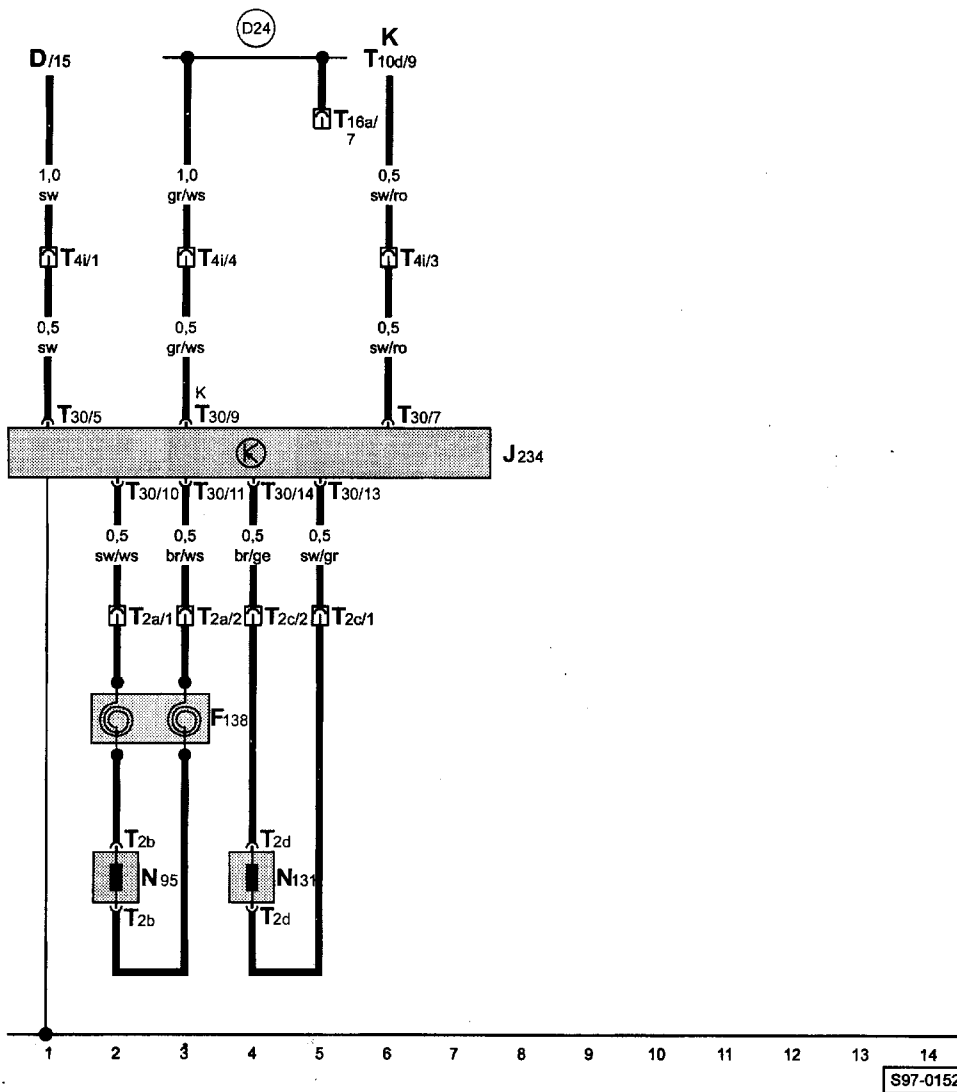 D24
D/15
K
T10d/9
T16a/
7
1,0
sw
1,0
gr/ws
0,5
sw/ro
T4i/1
T4i/4
T4i/3
0,5
sw
0,5
gr/ws
0,5
sw/ro
K
T30/5
T30/9
T30/7
K
J234
T30/10
T30/11
T30/14
T30/13
0,5
sw/ws
0,5
br/ws
0,5
br/ge
0,5
sw/gr
T2a/1
T2a/2
T2c/2
T2c/1
F138
T2b
T2d
N95
N131
T2b
T2d
1 2 3 4 5 6 7 8 9 10 11 12 13 14
S97-0152